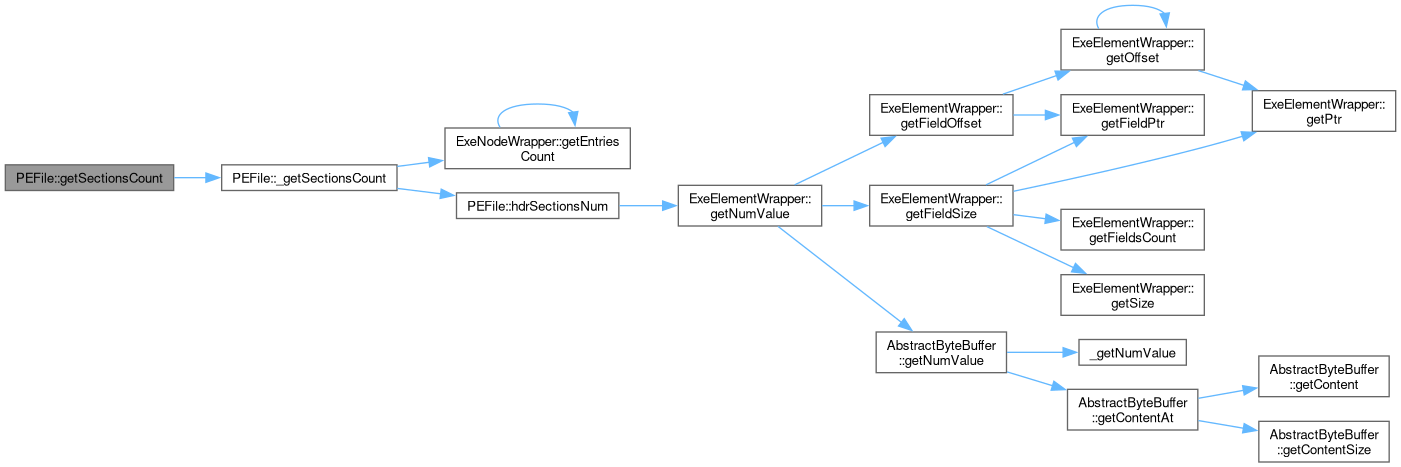 PEFile::getSectionsCount
PEFile::_getSectionsCount
ExeNodeWrapper::getEntries
Count
PEFile::hdrSectionsNum
ExeElementWrapper::
getNumValue
ExeElementWrapper::
getFieldOffset
ExeElementWrapper::
getFieldSize
AbstractByteBuffer
::getNumValue
ExeElementWrapper::
getOffset
ExeElementWrapper::
getFieldPtr
ExeElementWrapper::
getFieldsCount
ExeElementWrapper::
getSize
_getNumValue
AbstractByteBuffer
::getContentAt
ExeElementWrapper::
getPtr
AbstractByteBuffer
::getContent
AbstractByteBuffer
::getContentSize